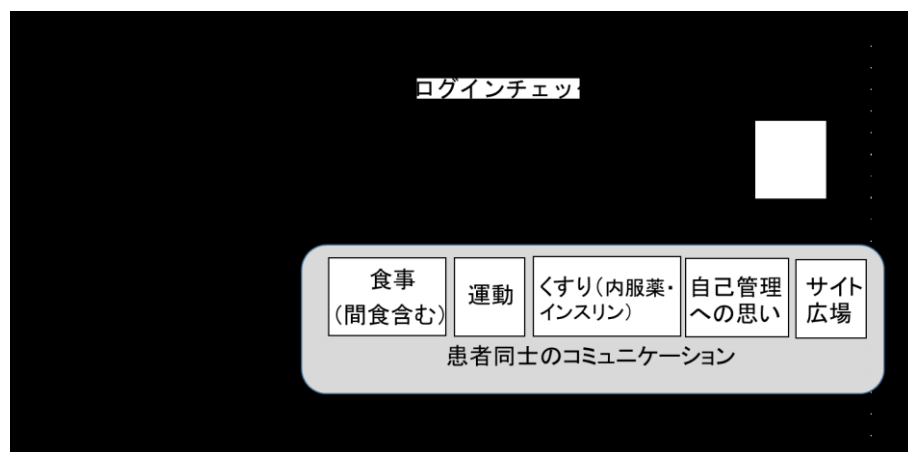 ログインチェッ
食事
(間食含む)
運動
くすり(内服薬・
インスリン)
自己管理
への思い
サイト
広場
患者同士のコミュニケーション